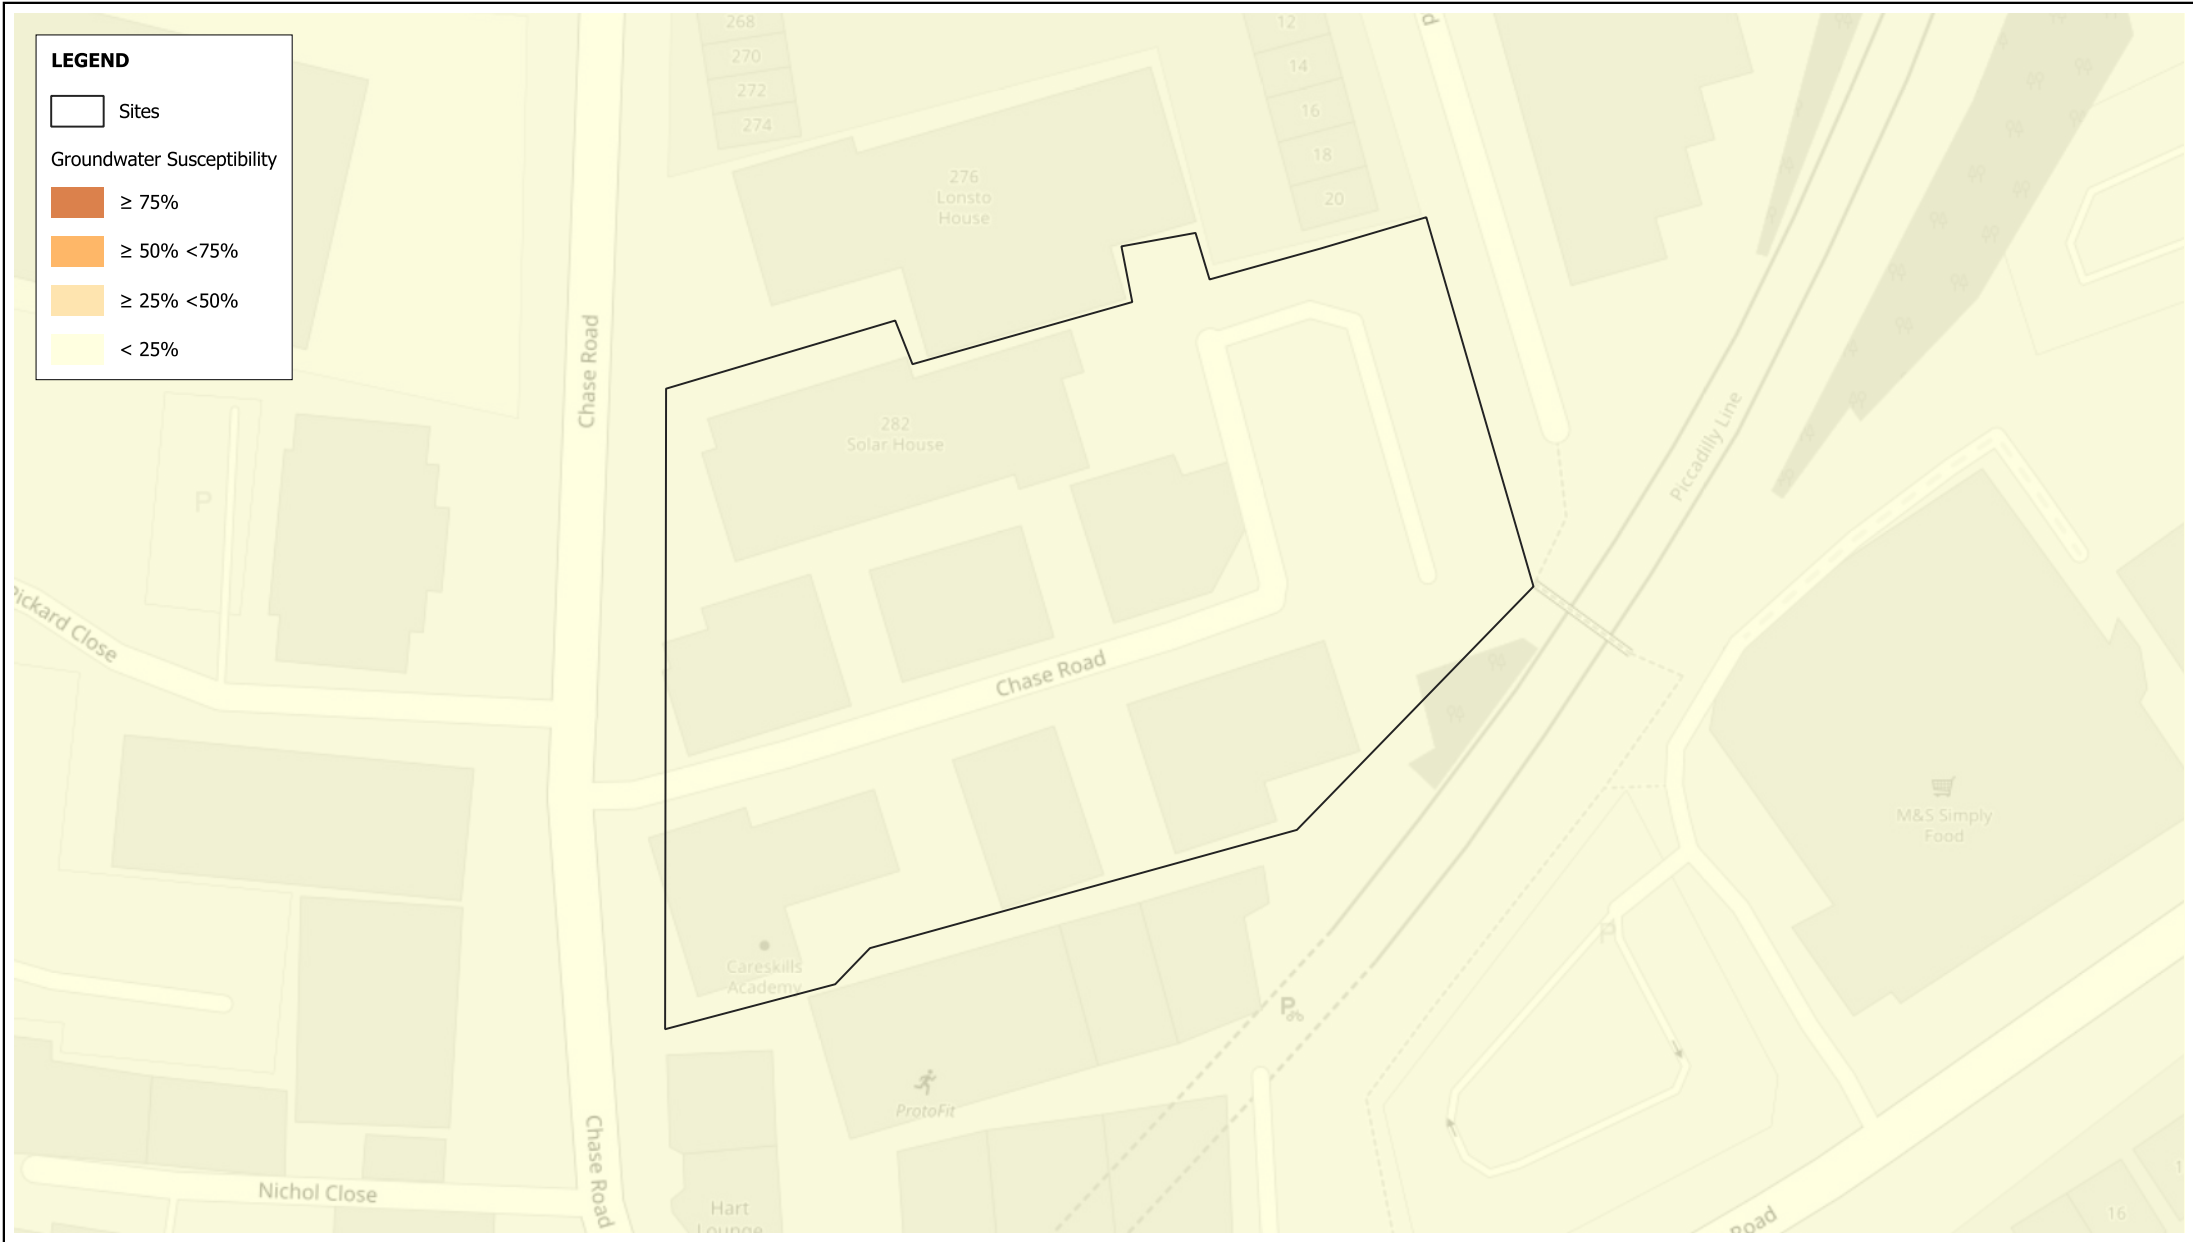 LEGEND
Sites
Groundwater Susceptibility
≥ 75%
≥ 50% <75%
≥ 25% <50%
< 25%
268
270
272
274
276
Lonsto
House
12
14
16
18
20
d
Chase Road
282
Solar House
P
Pickard Close
Piccadilly Line
Chase Road
M&S Simply
Food
P
Careskills
Academy
P
ProtoFit
Chase Road
Nichol Close
Hart
Lounge
Road
16
1